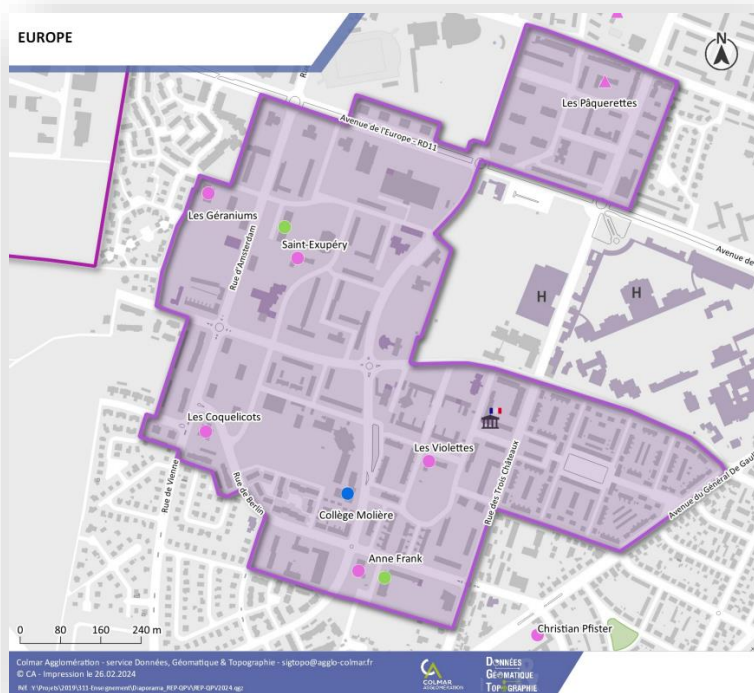 EUROPE
N
Les Pâquerettes
Avenue de l'Europe - RD11
Les Géraniums
Saint-Exupéry
Rue d'Amsterdam
Avenue de
H
H
Les Coquelicots
Les Violettes
Rue de Vienne
Rue de Berlin
Collège Molière
Rue des Trois Châteaux
Avenue du Général De Gaull
Anne Frank
Christian Pfister
0 80 160 240 m
Colmar Agglomération - service Données, Géomatique & Topographie - sigtopo@agglo-colmar.fr
© CA - Impression le 26.02.2024
CA
COLMAR
AGGLOMÉRATION
DONNÉES
GÉOMATIQUE
TOPOGRAPHIE